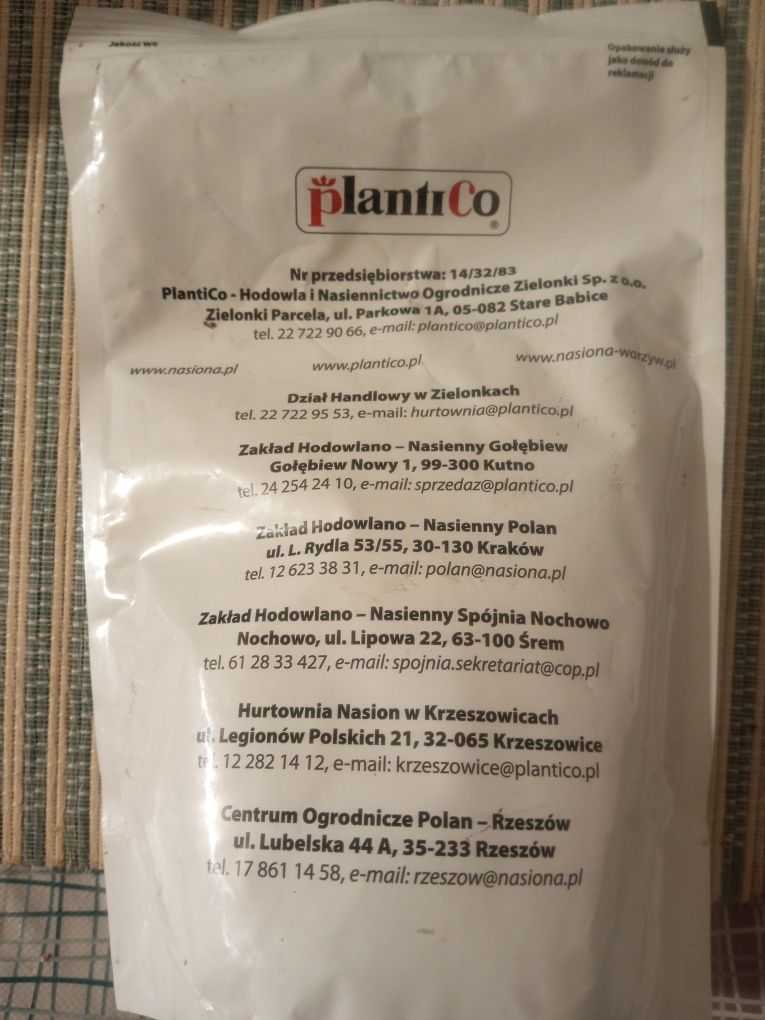 Jakość WE
Opakowanie służy
jako dowód do
reklamacji
plantiCo
®
Nr przedsiębiorstwa: 14/32/83
PlantiCo - Hodowla i Nasiennictwo Ogrodnicze Zielonki Sp. z o.o.
Zielonki Parcela, ul. Parkowa 1A, 05-082 Stare Babice
tel. 22 722 90 66, e-mail: plantico@plantico.pl
www.nasiona.pl www.plantico.pl www.nasiona-warzyw.pl
Dział Handlowy w Zielonkach
tel. 22 722 95 53, e-mail: hurtownia@plantico.pl
Zakład Hodowlano – Nasienny Gołębiew
Gołębiew Nowy 1, 99-300 Kutno
tel. 24 254 24 10, e-mail: sprzedaz@plantico.pl
Zakład Hodowlano – Nasienny Polan
ul. L. Rydla 53/55, 30-130 Kraków
tel. 12 623 38 31, e-mail: polan@nasiona.pl
Zakład Hodowlano – Nasienny Spójnia Nochowo
Nochowo, ul. Lipowa 22, 63-100 Śrem
tel. 61 28 33 427, e-mail: spojnia.sekretariat@cop.pl
Hurtownia Nasion w Krzeszowicach
ul. Legionów Polskich 21, 32-065 Krzeszowice
tel. 12 282 14 12, e-mail: krzeszowice@plantico.pl
Centrum Ogrodnicze Polan – Rzeszów
ul. Lubelska 44 A, 35-233 Rzeszów
tel. 17 861 14 58, e-mail: rzeszow@nasiona.pl